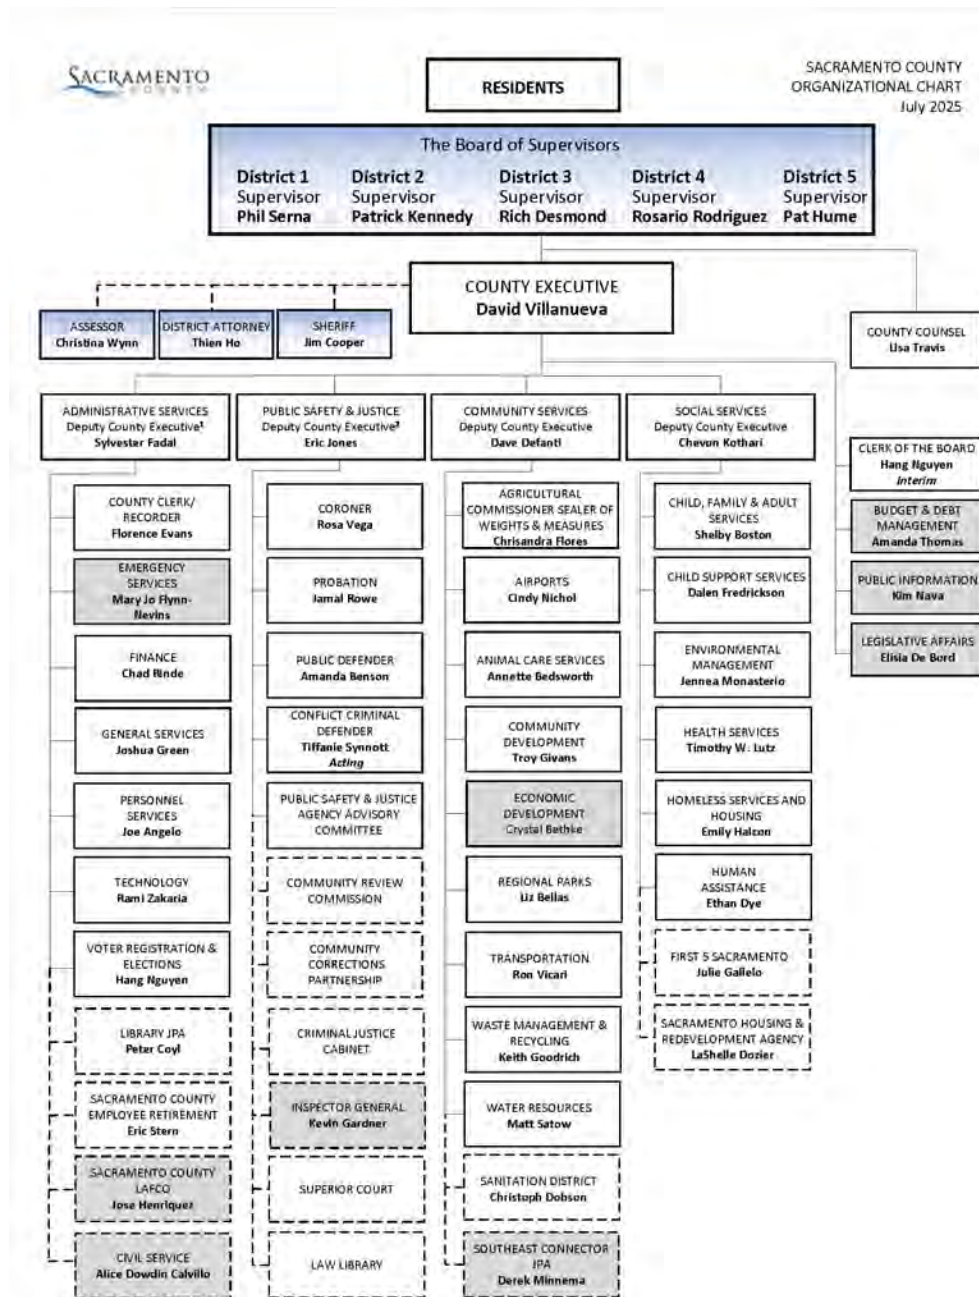 SACRAMENTO
COUNTY
RESIDENTS
SACRAMENTO COUNTY
ORGANIZATIONAL CHART
July 2025
The Board of Supervisors
District 1
Supervisor
Phil Serna
District 2
Supervisor
Patrick Kennedy
District 3
Supervisor
Rich Desmond
District 4
Supervisor
Rosario Rodriguez
District 5
Supervisor
Pat Hume
COUNTY EXECUTIVE
David Villanueva
ASSESSOR
Christina Wynn
DISTRICT ATTORNEY
Thien Ho
SHERIFF
Jim Cooper
COUNTY COUNSEL
Lisa Travis
ADMINISTRATIVE SERVICES
Deputy County Executive¹
Sylvester Fadal
PUBLIC SAFETY & JUSTICE
Deputy County Executive²
Eric Jones
COMMUNITY SERVICES
Deputy County Executive
Dave Defanti
SOCIAL SERVICES
Deputy County Executive
Chevon Kothari
CLERK OF THE BOARD
Hang Nguyen
Interim
BUDGET & DEBT
MANAGEMENT
Amanda Thomas
PUBLIC INFORMATION
Kim Nava
LEGISLATIVE AFFAIRS
Elisia De Bord
COUNTY CLERK/
RECORDER
Florence Evans
EMERGENCY
SERVICES
Mary Jo Flynn-
Nevins
FINANCE
Chad Rinde
GENERAL SERVICES
Joshua Green
PERSONNEL
SERVICES
Joe Angelo
TECHNOLOGY
Rami Zakaria
VOTER REGISTRATION &
ELECTIONS
Hang Nguyen
LIBRARY JPA
Peter Coyl
SACRAMENTO COUNTY
EMPLOYEE RETIREMENT
Eric Stern
SACRAMENTO COUNTY
LAFCO
Jose Henriquez
CIVIL SERVICE
Alice Dowdin Calvillo
CORONER
Rosa Vega
PROBATION
Jamal Rowe
PUBLIC DEFENDER
Amanda Benson
CONFLICT CRIMINAL
DEFENDER
Tiffanie Synnott
Acting
PUBLIC SAFETY & JUSTICE
AGENCY ADVISORY
COMMITTEE
COMMUNITY REVIEW
COMMISSION
COMMUNITY
CORRECTIONS
PARTNERSHIP
CRIMINAL JUSTICE
CABINET
INSPECTOR GENERAL
Kevin Gardner
SUPERIOR COURT
LAW LIBRARY
AGRICULTURAL
COMMISSIONER SEALER OF
WEIGHTS & MEASURES
Chrisandra Flores
AIRPORTS
Cindy Nichol
ANIMAL CARE SERVICES
Annette Bedsworth
COMMUNITY
DEVELOPMENT
Troy Givans
ECONOMIC
DEVELOPMENT
Crystal Bethke
REGIONAL PARKS
Liz Bellas
TRANSPORTATION
Ron Vicari
WASTE MANAGEMENT &
RECYCLING
Keith Goodrich
WATER RESOURCES
Matt Satow
SANITATION DISTRICT
Christoph Dobson
SOUTHEAST CONNECTOR
JPA
Derek Minnema
CHILD, FAMILY & ADULT
SERVICES
Shelby Boston
CHILD SUPPORT SERVICES
Dalen Fredrickson
ENVIRONMENTAL
MANAGEMENT
Jennea Monasterio
HEALTH SERVICES
Timothy W. Lutz
HOMELESS SERVICES AND
HOUSING
Emily Halcon
HUMAN
ASSISTANCE
Ethan Dye
FIRST 5 SACRAMENTO
Julie Gallelo
SACRAMENTO HOUSING &
REDEVELOPMENT AGENCY
LaShelle Dozier